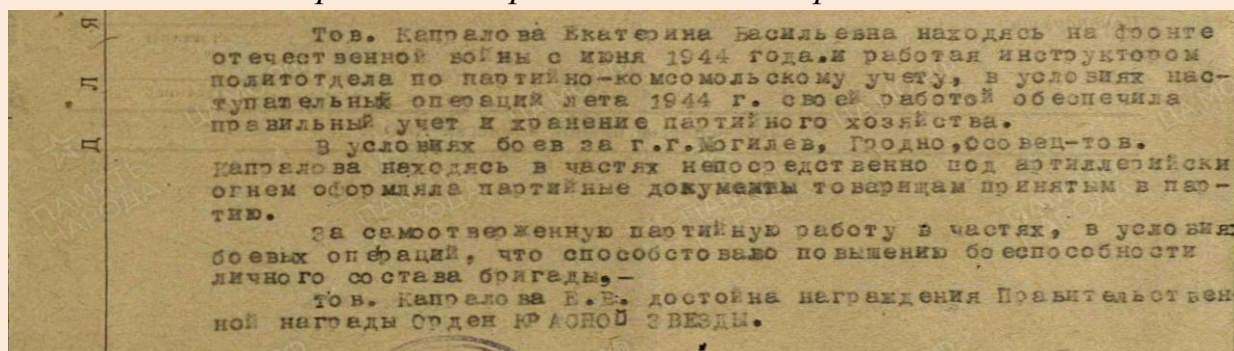 Тов. Капралова Екатерина Васильевна находясь на фронте
отечественной войны с июня 1944 года.и работая инструктором
политотдела по партийно-комсомольскому учету, в условиях нас-
тупательный операций лета 1944 г. своей работой обеспечила
правильный учет и хранение партийного хозяйства.
В условиях боев за г.г.Могилев, Гродно,Осовец-тов.
Капралова находясь в частях непосредственно под артиллерийски
огнем оформляла партийные документы товарищам принятым в пар-
тию.
За самоотверженную партийную работу в частях, в условиях
боевых операций, что способстовало повышению боеспособности
личного состава бригады,-
Тов. Капралова Е.В. достойна награждения Правительствен-
ной награды Орден КРАСНОЙ ЗВЕЗДЫ.
Д Л Я
ПАМЯТЬ
НАРОДА